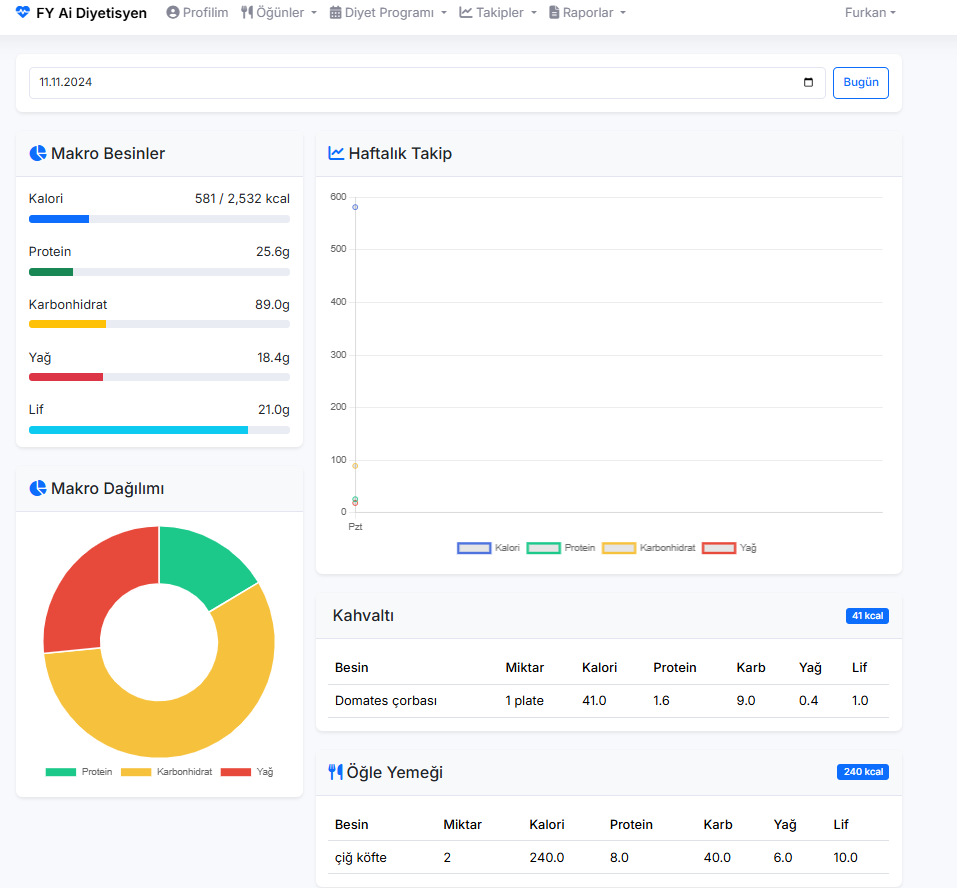 FY Ai Diyetisyen Profilim Öğünler Diyet Programı Takipler Raporlar Furkan
11.11.2024 Bugün
Makro Besinler
Kalori 581 / 2,532 kcal
Protein 25.6g
Karbonhidrat 89.0g
Yağ 18.4g
Lif 21.0g
Makro Dağılımı
Protein Karbonhidrat Yağ
Haftalık Takip
600
500
400
300
200
100
0
Pzt
Kalori Protein Karbonhidrat Yağ
Kahvaltı 41 kcal
Besin Miktar Kalori Protein Karb Yağ Lif
Domates çorbası 1 plate 41.0 1.6 9.0 0.4 1.0
Öğle Yemeği 240 kcal
Besin Miktar Kalori Protein Karb Yağ Lif
çiğ köfte 2 240.0 8.0 40.0 6.0 10.0